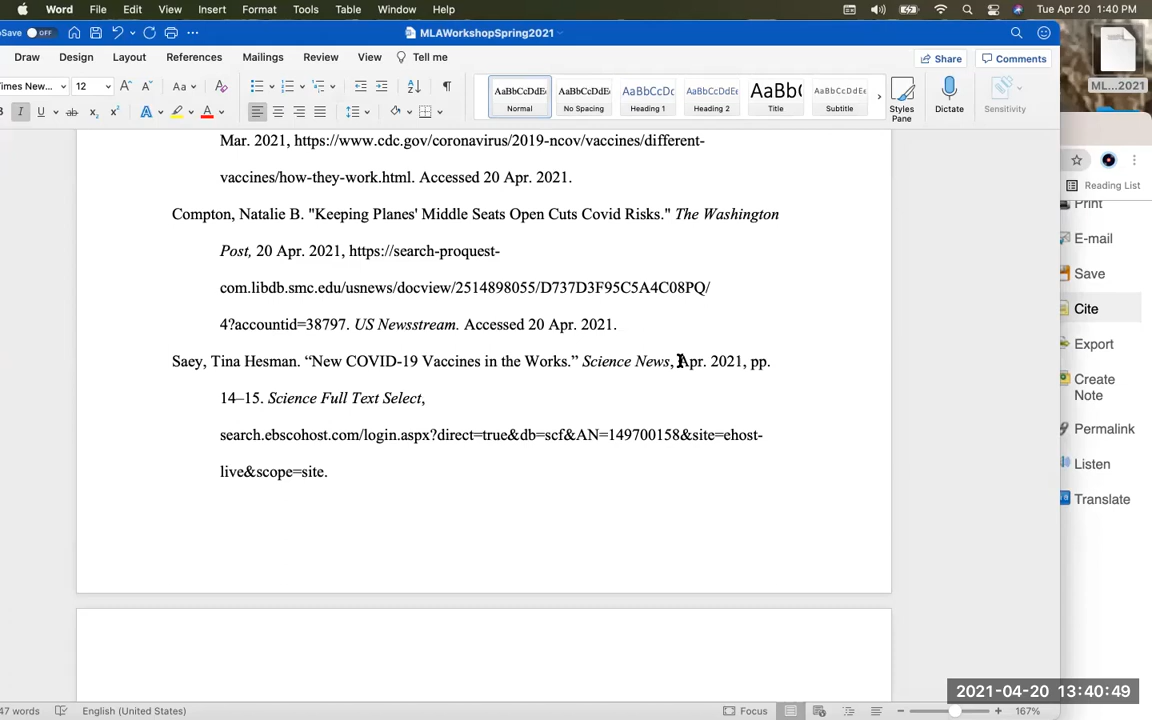 Word File Edit View Insert Format Tools Table Window Help Tue Apr 20 1:40 PM
Save OFF MLAWorkshopSpring2021
Draw Design Layout References Mailings Review View Tell me Share Comments
imes New... 12 Aa
AaBbCcDdEe AaBbCcDdEe AaBbCcDc AaBbCcDdEe AaBb( AaBbCcDdEe
Normal No Spacing Heading 1 Heading 2 Title Subtitle Styles Pane Dictate Sensitivity
ML...2021
Reading List
Print
E-mail
Save
Cite
Export
Create
Note
Permalink
Listen
Translate
Mar. 2021, https://www.cdc.gov/coronavirus/2019-ncov/vaccines/different-
vaccines/how-they-work.html. Accessed 20 Apr. 2021.
Compton, Natalie B. "Keeping Planes' Middle Seats Open Cuts Covid Risks." The Washington
Post, 20 Apr. 2021, https://search-proquest-
com.libdb.smc.edu/usnews/docview/2514898055/D737D3F95C5A4C08PQ/
4?accountid=38797. US Newsstream. Accessed 20 Apr. 2021.
Saey, Tina Hesman. “New COVID-19 Vaccines in the Works.” Science News, Apr. 2021, pp.
14–15. Science Full Text Select,
search.ebscohost.com/login.aspx?direct=true&db=scf&AN=149700158&site=ehost-
live&scope=site.
47 words English (United States) Focus 167%
2021-04-20 13:40:49